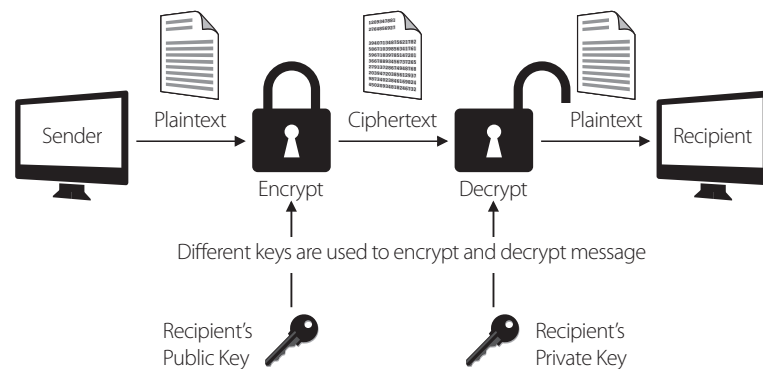 Sender
Plaintext
Ciphertext
Plaintext
Recipient
Encrypt
Decrypt
Different keys are used to encrypt and decrypt message
Recipient's
Public Key
Recipient's
Private Key